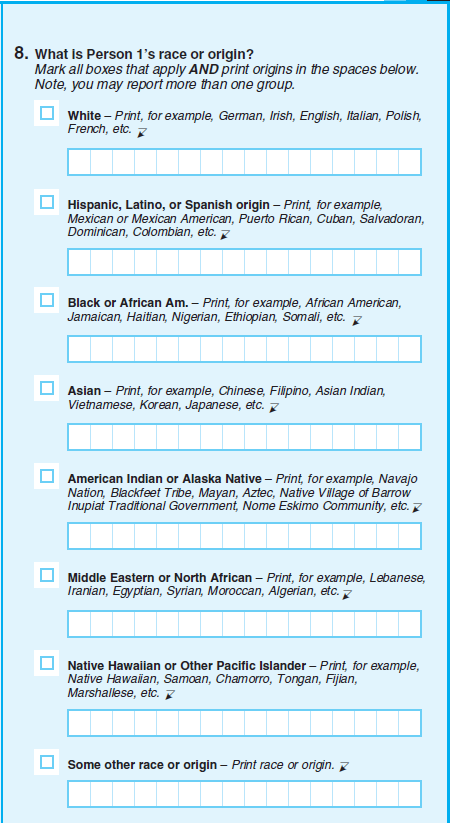 8. What is Person 1's race or origin?
Mark all boxes that apply AND print origins in the spaces below.
Note, you may report more than one group.
White – Print, for example, German, Irish, English, Italian, Polish,
French, etc.
Hispanic, Latino, or Spanish origin – Print, for example,
Mexican or Mexican American, Puerto Rican, Cuban, Salvadoran,
Dominican, Colombian, etc.
Black or African Am. – Print, for example, African American,
Jamaican, Haitian, Nigerian, Ethiopian, Somali, etc.
Asian – Print, for example, Chinese, Filipino, Asian Indian,
Vietnamese, Korean, Japanese, etc.
American Indian or Alaska Native – Print, for example, Navajo
Nation, Blackfeet Tribe, Mayan, Aztec, Native Village of Barrow
Inupiat Traditional Government, Nome Eskimo Community, etc.
Middle Eastern or North African – Print, for example, Lebanese,
Iranian, Egyptian, Syrian, Moroccan, Algerian, etc.
Native Hawaiian or Other Pacific Islander – Print, for example,
Native Hawaiian, Samoan, Chamorro, Tongan, Fijian,
Marshallese, etc.
Some other race or origin – Print race or origin.